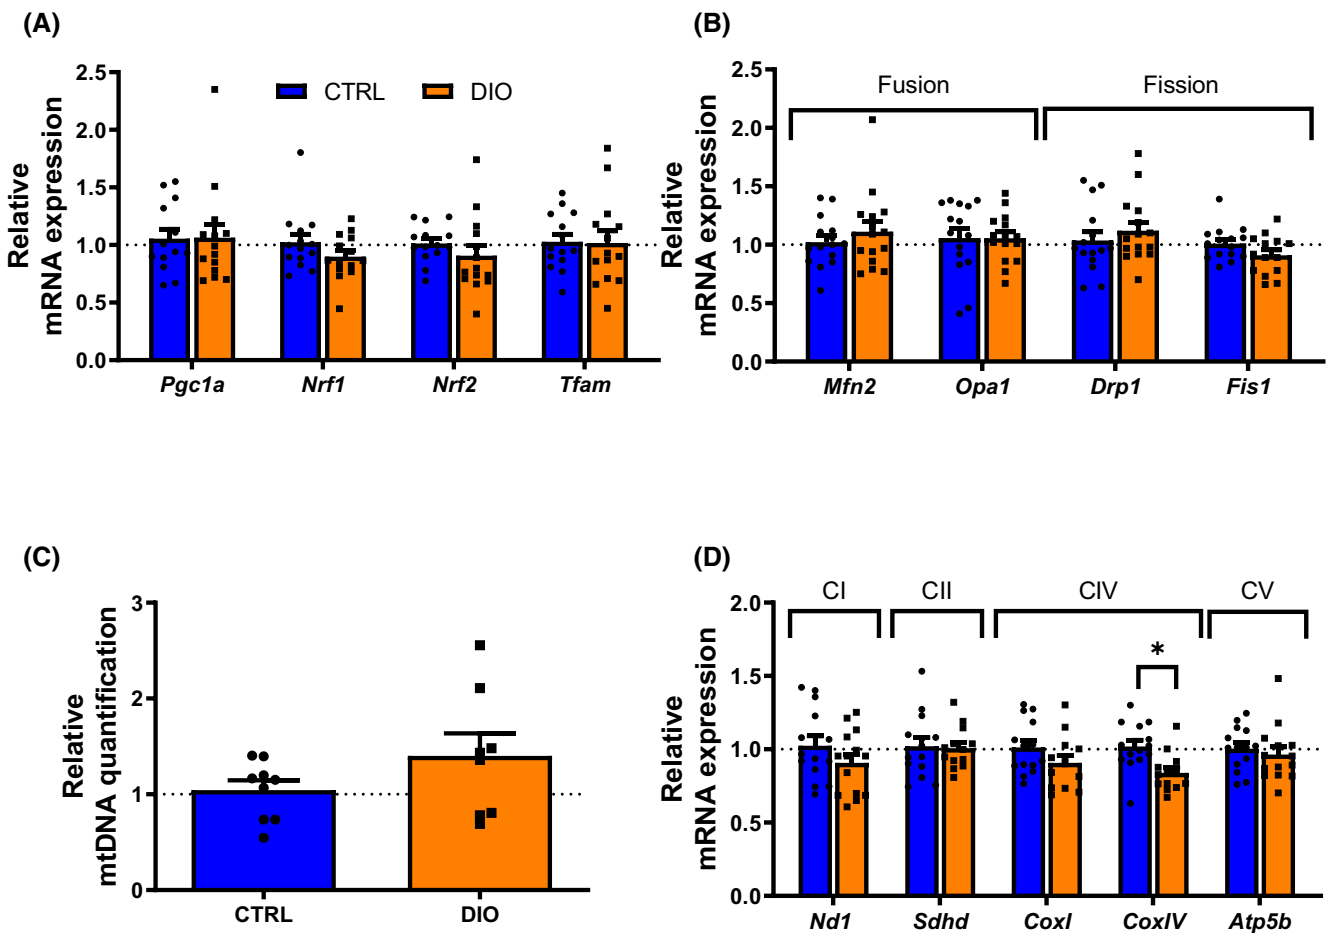 (A)
Relative
mRNA expression
2.5
2.0
1.5
1.0
0.5
0.0
CTRL DIO
Pgc1a Nrf1 Nrf2 Tfam
(B)
Relative
mRNA expression
2.5
2.0
1.5
1.0
0.5
0.0
Fusion Fission
Mfn2 Opa1 Drp1 Fis1
(C)
Relative
mtDNA quantification
3
2
1
0
CTRL DIO
(D)
Relative
mRNA expression
2.0
1.5
1.0
0.5
0.0
CI CII CIV CV
*
Nd1 Sdhd CoxI CoxIV Atp5b